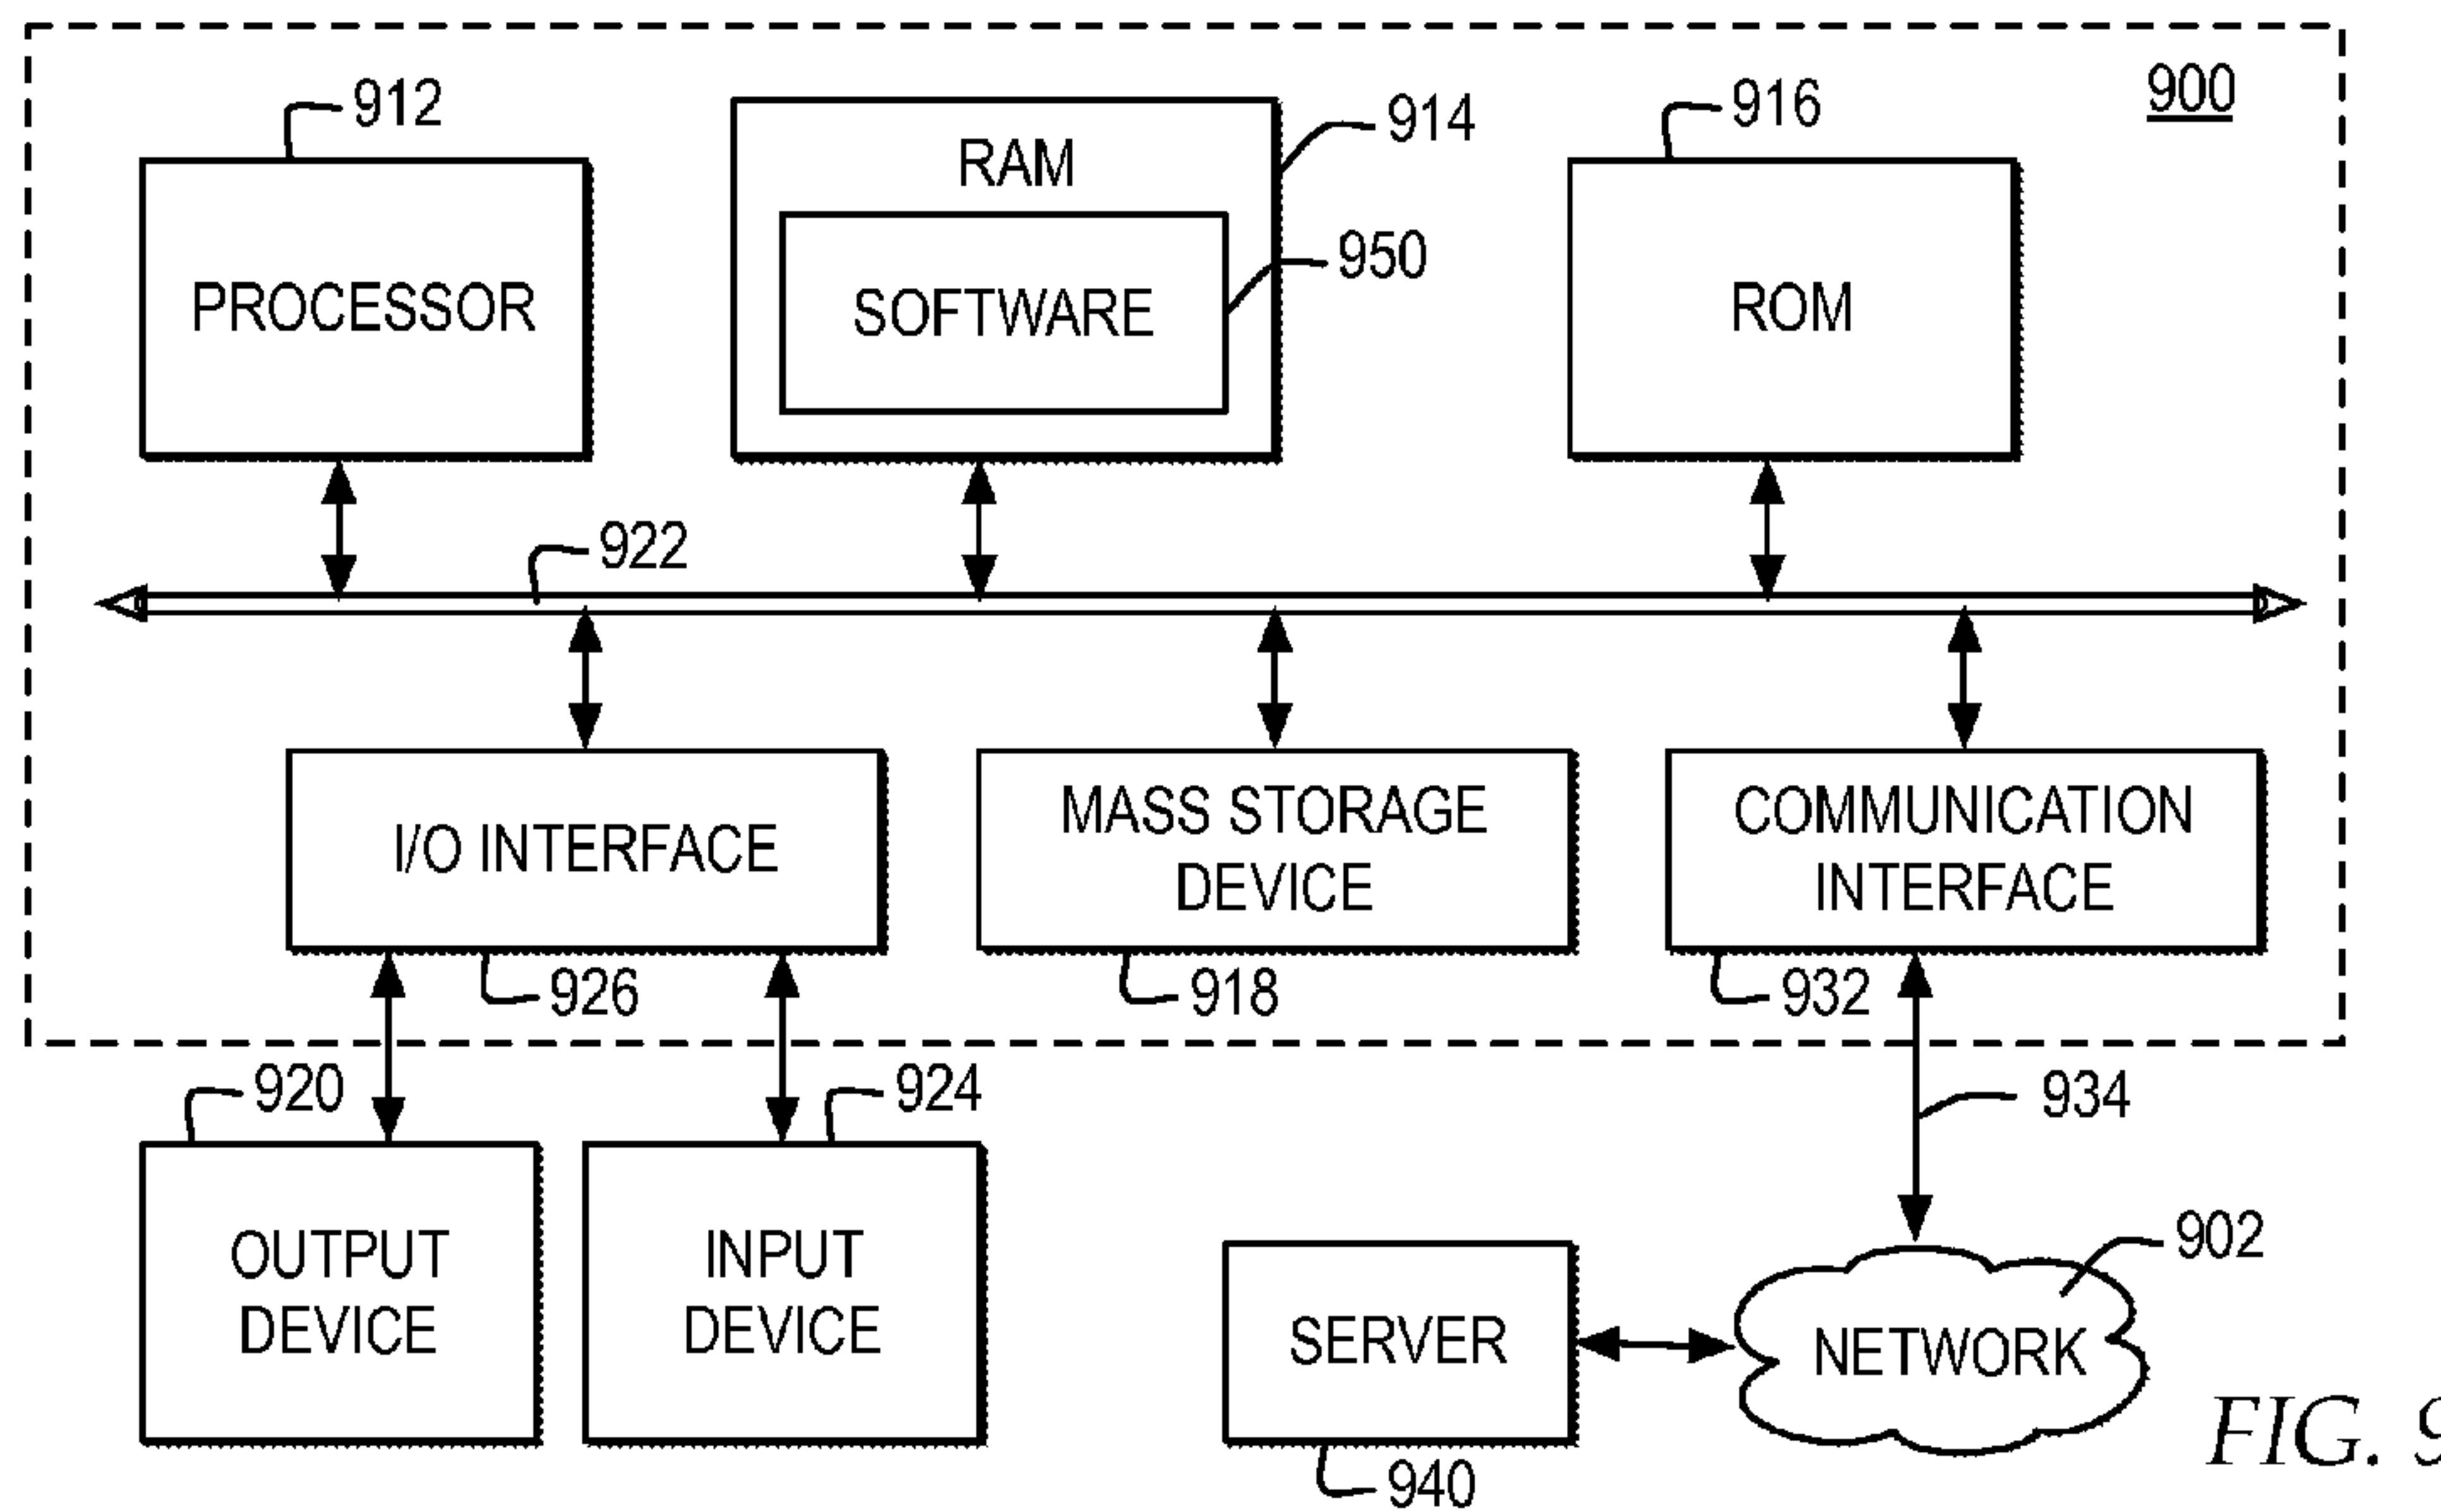 900
912
914
916
RAM
950
PROCESSOR
SOFTWARE
ROM
922
I/O INTERFACE
MASS STORAGE
DEVICE
COMMUNICATION
INTERFACE
926
918
932
920
924
934
OUTPUT
DEVICE
INPUT
DEVICE
SERVER
902
NETWORK
940
FIG. 9